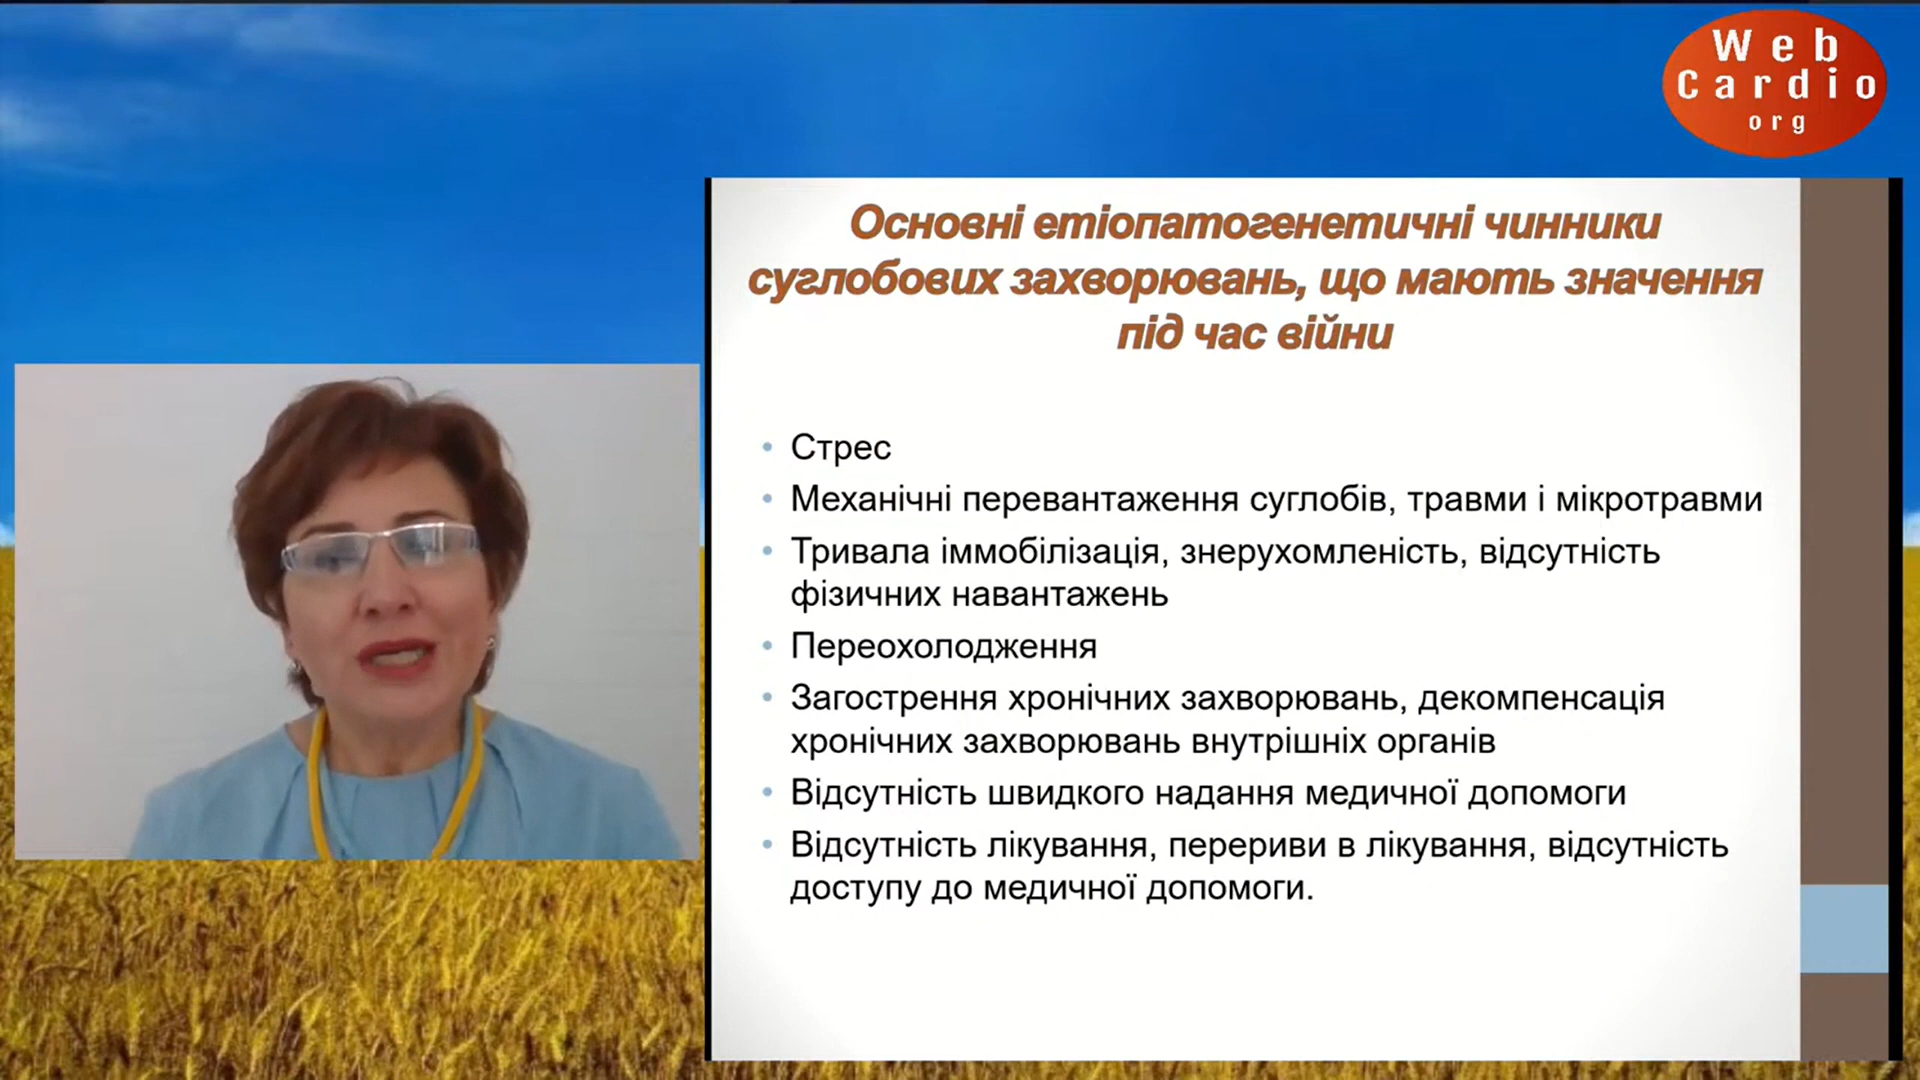 Web
Cardio
org
Основні етіопатогенетичні чинники
суглобових захворювань, що мають значення
під час війни
• Стрес
• Механічні перевантаження суглобів, травми і мікротравми
• Тривала іммобілізація, знерухомленість, відсутність
фізичних навантажень
• Переохолодження
• Загострення хронічних захворювань, декомпенсація
хронічних захворювань внутрішніх органів
• Відсутність швидкого надання медичної допомоги
• Відсутність лікування, перериви в лікування, відсутність
доступу до медичної допомоги.